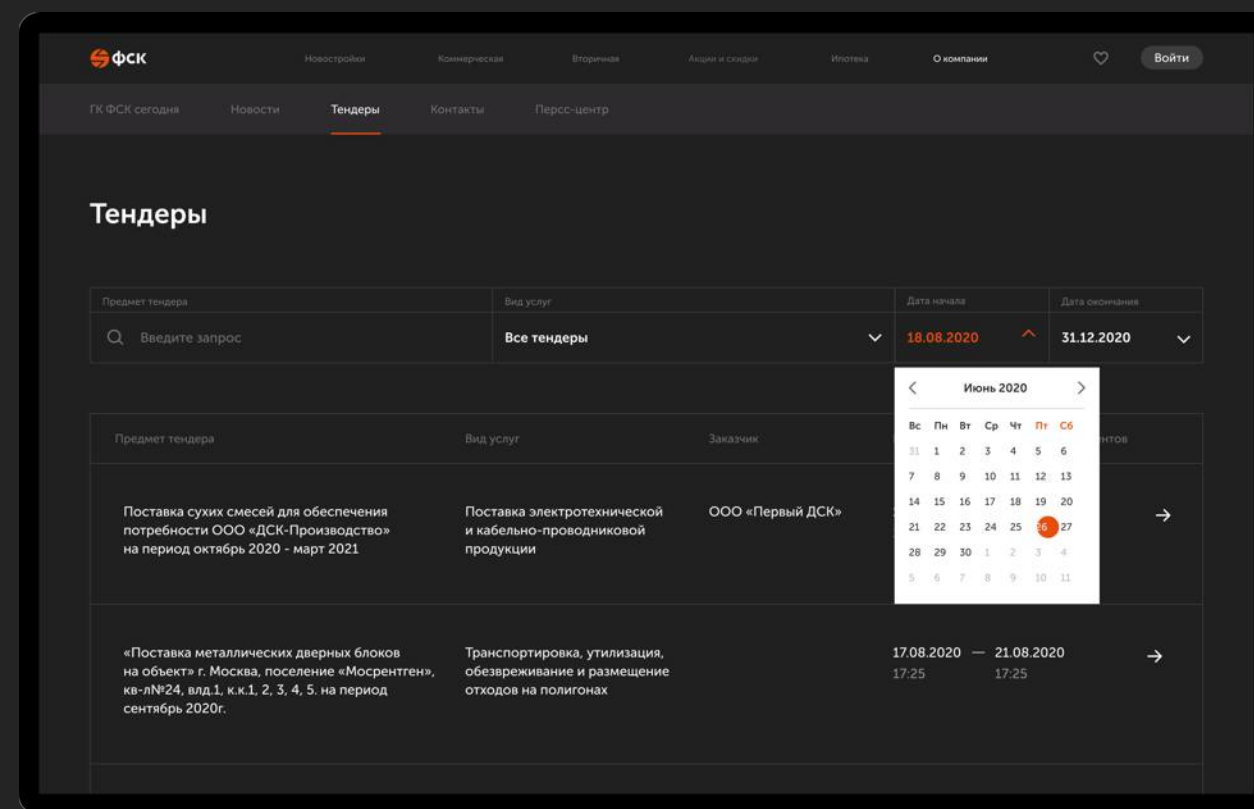 ФСК
Новостройки Коммерческая Вторичная Акции и скидки Ипотека О компании Войти
ГК ФСК сегодня Новости Тендеры Контакты Персс-центр
Тендеры
Предмет тендера Вид услуг Дата начала Дата окончания
Введите запрос Все тендеры 18.08.2020 31.12.2020
Июнь 2020
Вс Пн Вт Ср Чт Пт Сб
31 1 2 3 4 5 6
7 8 9 10 11 12 13
14 15 16 17 18 19 20
21 22 23 24 25 26 27
28 29 30 1 2 3 4
5 6 7 8 9 10 11
Предмет тендера Вид услуг Заказчик
Поставка сухих смесей для обеспечения
потребности ООО «ДСК-Производство»
на период октябрь 2020 - март 2021
Поставка электротехнической
и кабельно-проводниковой
продукции
ООО «Первый ДСК»
«Поставка металлических дверных блоков
на объект» г. Москва, поселение «Мосрентген»,
кв-л№24, влд.1, к.к.1, 2, 3, 4, 5. на период
сентябрь 2020г.
Транспортировка, утилизация,
обезвреживание и размещение
отходов на полигонах
17.08.2020 — 21.08.2020
17:25 17:25